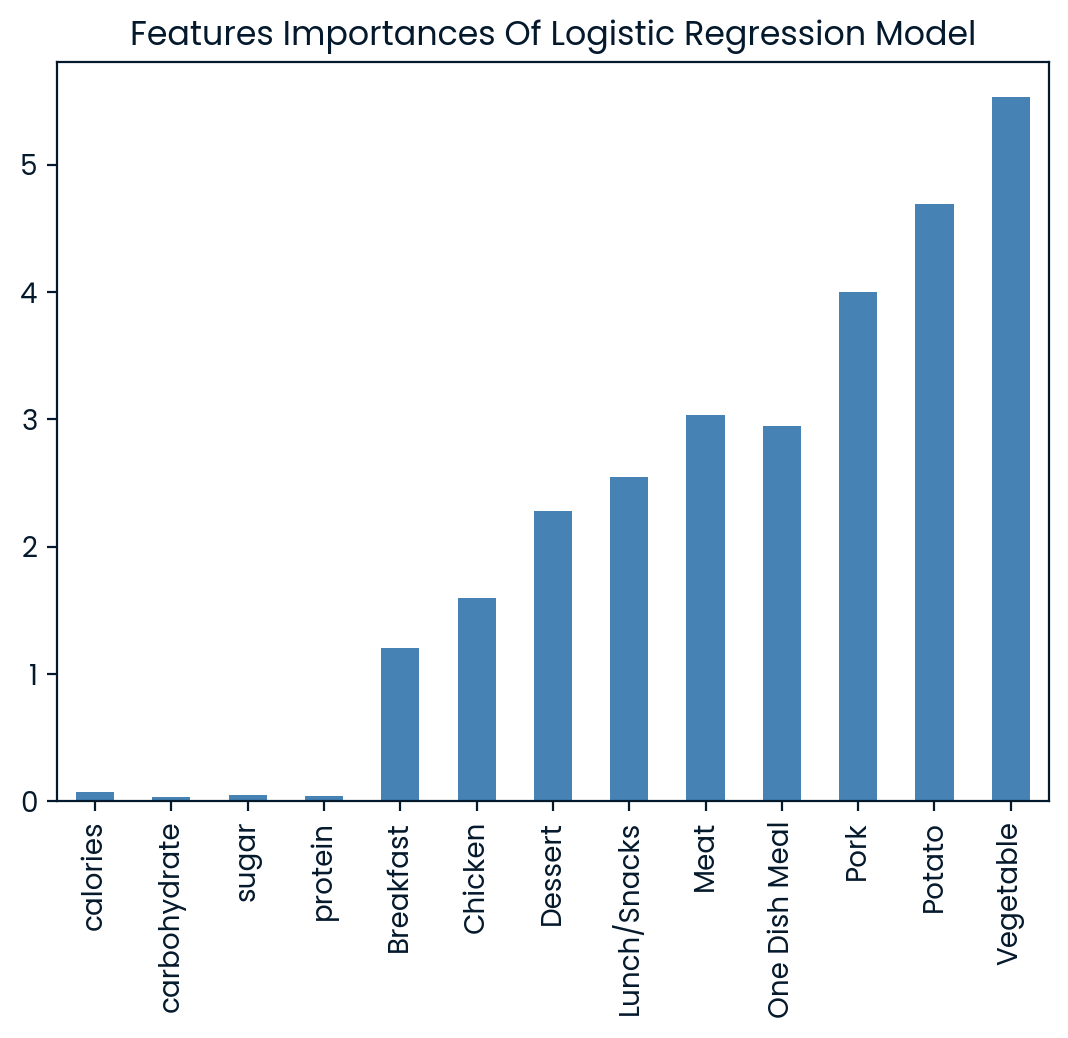 Features Importances Of Logistic Regression Model
5
4
3
2
1
0
calories
carbohydrate
sugar
protein
Breakfast
Chicken
Dessert
Lunch/Snacks
Meat
One Dish Meal
Pork
Potato
Vegetable